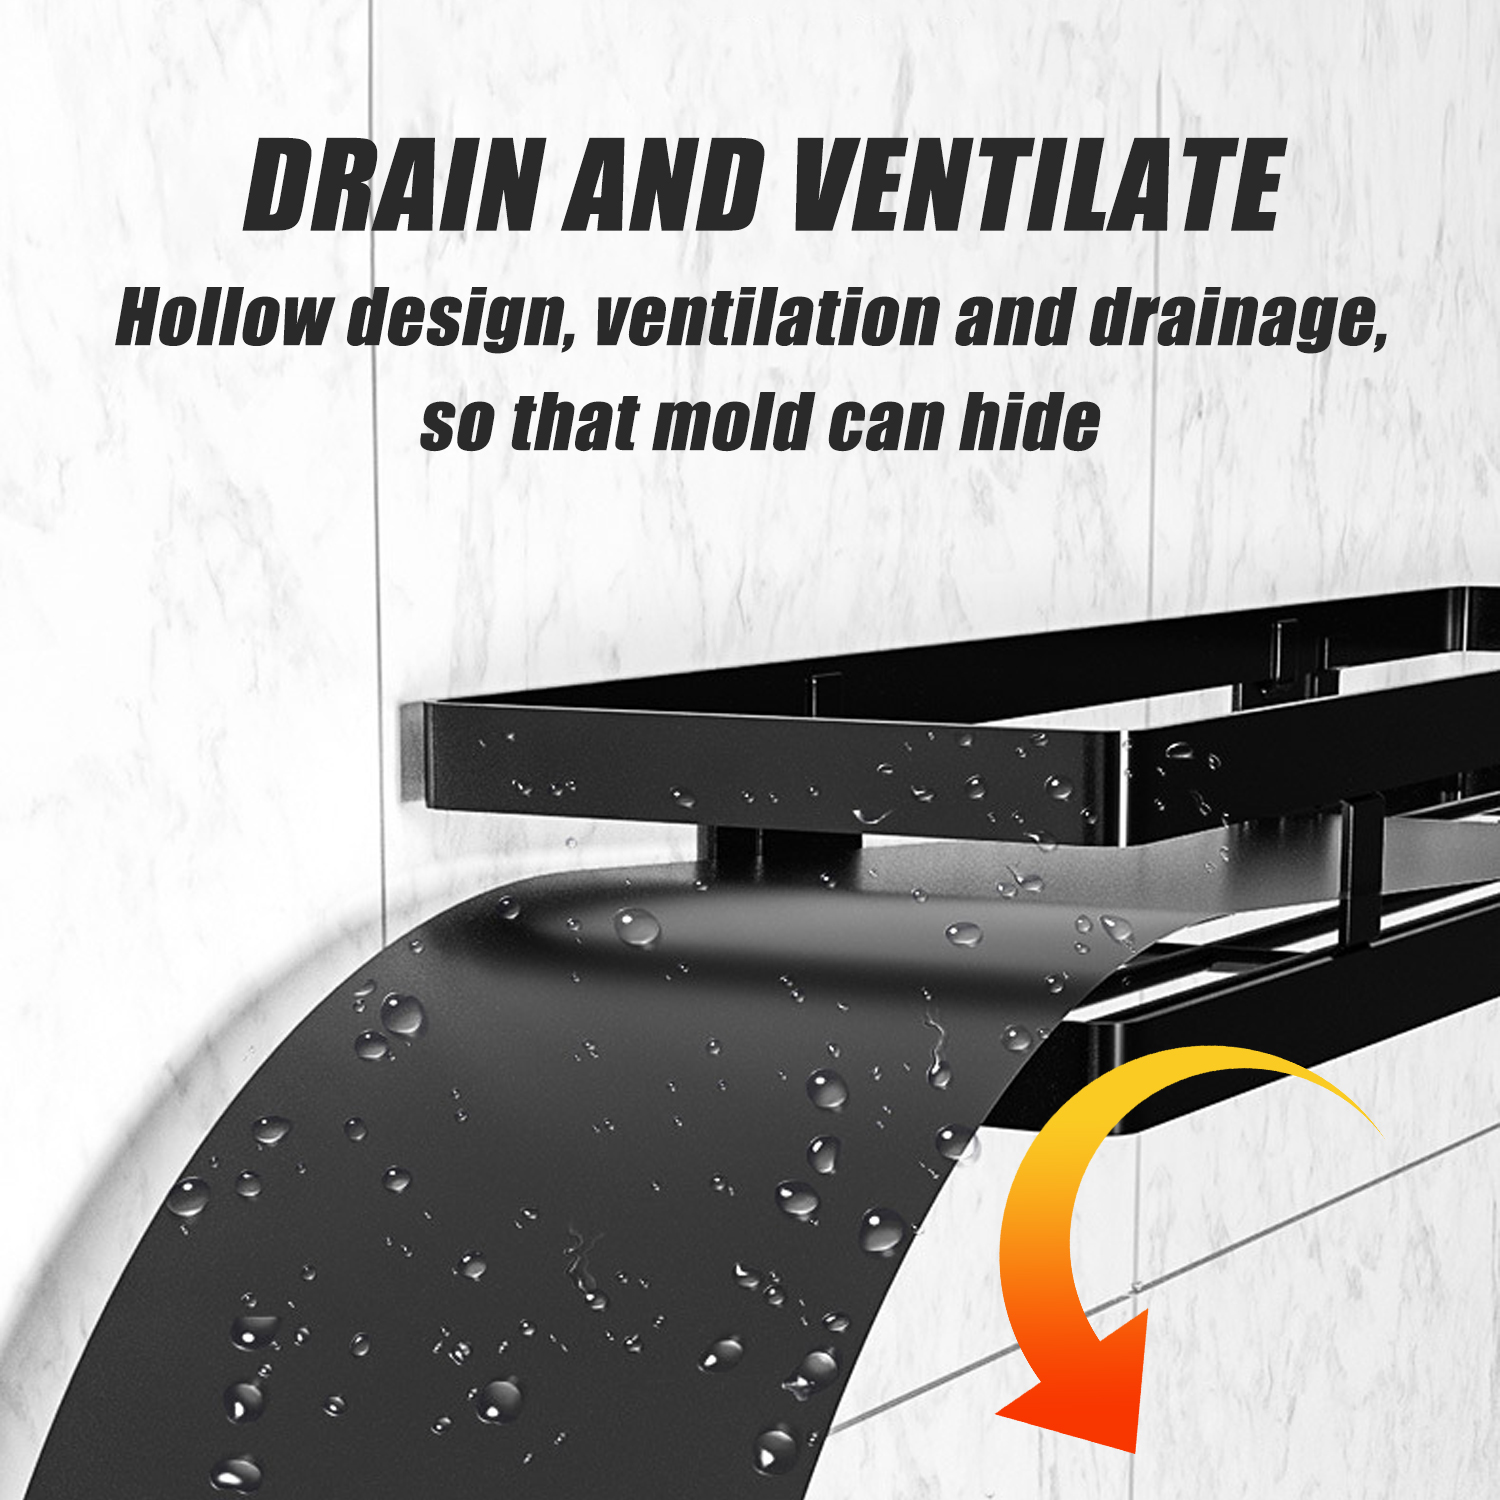 DRAIN AND VENTILATE
Hollow design, ventilation and drainage,
so that mold can hide